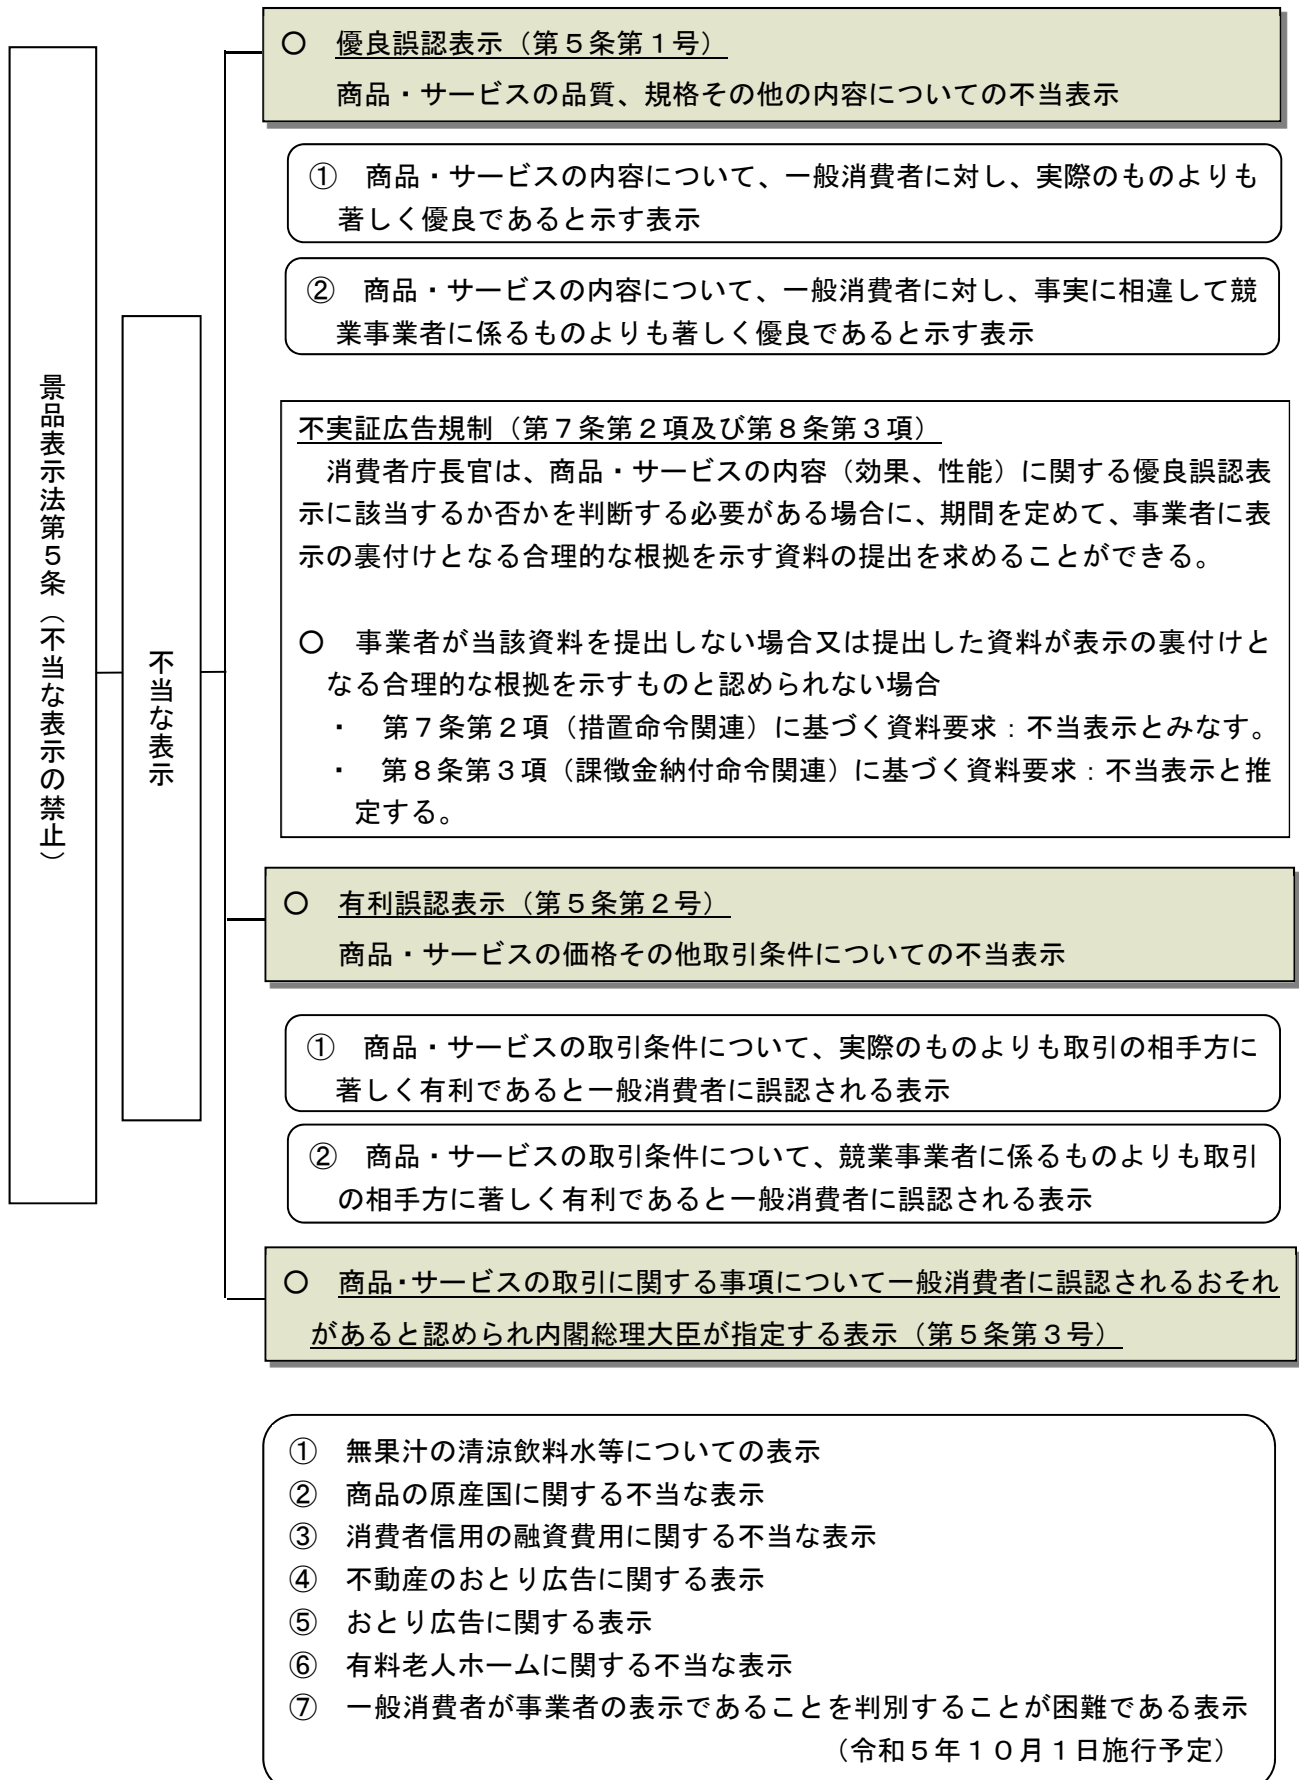 景品表示法第５条（不当な表示の禁止）
不当な表示
○　優良誤認表示（第５条第１号）
商品・サービスの品質、規格その他の内容についての不当表示
①　商品・サービスの内容について、一般消費者に対し、実際のものよりも
著しく優良であると示す表示
②　商品・サービスの内容について、一般消費者に対し、事実に相違して競
業事業者に係るものよりも著しく優良であると示す表示
不実証広告規制（第７条第２項及び第８条第３項）
消費者庁長官は、商品・サービスの内容（効果、性能）に関する優良誤認表
示に該当するか否かを判断する必要がある場合に、期間を定めて、事業者に表
示の裏付けとなる合理的な根拠を示す資料の提出を求めることができる。
○　事業者が当該資料を提出しない場合又は提出した資料が表示の裏付けと
なる合理的な根拠を示すものと認められない場合
・　第７条第２項（措置命令関連）に基づく資料要求：不当表示とみなす。
・　第８条第３項（課徴金納付命令関連）に基づく資料要求：不当表示と推
定する。
○　有利誤認表示（第５条第２号）
商品・サービスの価格その他取引条件についての不当表示
①　商品・サービスの取引条件について、実際のものよりも取引の相手方に
著しく有利であると一般消費者に誤認される表示
②　商品・サービスの取引条件について、競業事業者に係るものよりも取引
の相手方に著しく有利であると一般消費者に誤認される表示
○　商品・サービスの取引に関する事項について一般消費者に誤認されるおそれ
があると認められ内閣総理大臣が指定する表示（第５条第３号）
①　無果汁の清涼飲料水等についての表示
②　商品の原産国に関する不当な表示
③　消費者信用の融資費用に関する不当な表示
④　不動産のおとり広告に関する表示
⑤　おとり広告に関する表示
⑥　有料老人ホームに関する不当な表示
⑦　一般消費者が事業者の表示であることを判別することが困難である表示
（令和５年１０月１日施行予定）